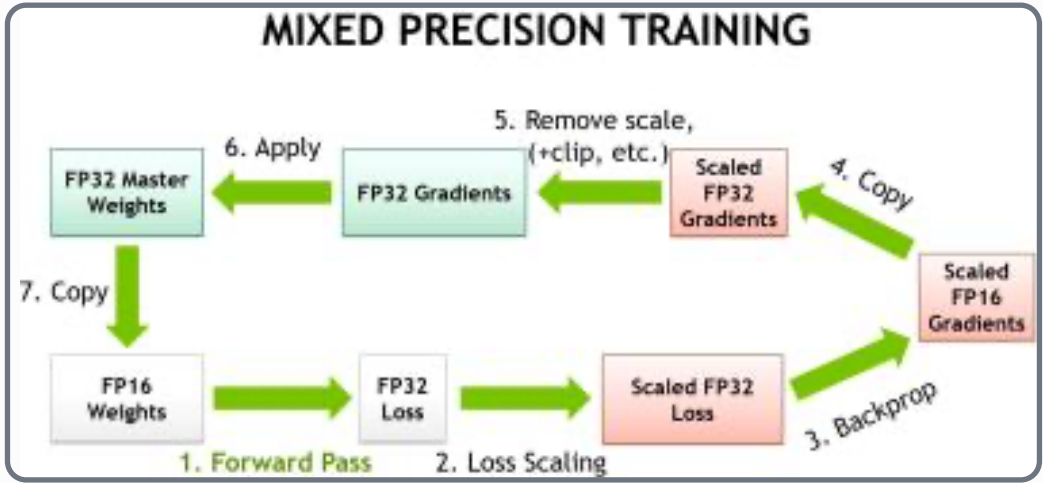 MIXED PRECISION TRAINING
5. Remove scale,
(+clip, etc.)
6. Apply
4. Copy
FP32 Master
Weights
FP32 Gradients
Scaled
FP32
Gradients
Scaled
FP16
Gradients
7. Copy
FP16
Weights
FP32
Loss
Scaled FP32
Loss
3. Backprop
1. Forward Pass
2. Loss Scaling